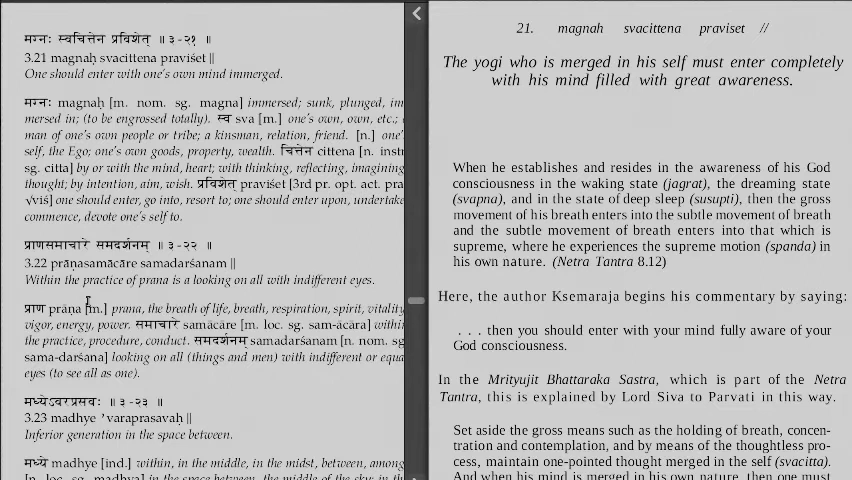 मग्नः स्वचित्तेन प्रविशेत् ॥ ३-२१ ॥
3.21 magnaḥ svacittena praviśet ||
One should enter with one's own mind immerged.
मग्नः magnaḥ [m. nom. sg. magna] immersed; sunk, plunged, im
mersed in; (to be engrossed totally). स्व sva [m.] one's own, own, etc.;
man of one's own people or tribe; a kinsman, relation, friend. [n.] one'
self, the Ego; one's own goods, property, wealth. चित्तेन cittena [n. instr
sg. citta] by or with the mind, heart; with thinking, reflecting, imagining
thought; by intention, aim, wish. प्रविशेत् praviśet [3rd pr. opt. act. pra
√viś] one should enter, go into, resort to; one should enter upon, undertake
commence, devote one's self to.
प्राणसमाचारे समदर्शनम् ॥ ३-२२ ॥
3.22 prāṇasamācāre samadarśanam ||
Within the practice of prana is a looking on all with indifferent eyes.
प्राण prāṇa [m.] prana, the breath of life, breath, respiration, spirit, vitality
vigor, energy, power. समाचारे samācāre [m. loc. sg. sam-ācāra] within
the practice, procedure, conduct. समदर्शनम् samadarśanam [n. nom. sg
sama-darśana] looking on all (things and men) with indifferent or equa
eyes (to see all as one).
मध्येऽवरप्रसवः ॥ ३-२३ ॥
3.23 madhye 'varaprasavaḥ ||
Inferior generation in the space between.
मध्ये madhye [ind.] within, in the middle, in the midst, between, among
[n. loc. sg. madhya] in the space between, the middle of the sky; in th
21. magnah svacittena praviset //
The yogi who is merged in his self must enter completely
with his mind filled with great awareness.
When he establishes and resides in the awareness of his God
consciousness in the waking state (jagrat), the dreaming state
(svapna), and in the state of deep sleep (susupti), then the gross
movement of his breath enters into the subtle movement of breath
and the subtle movement of breath enters into that which is
supreme, where he experiences the supreme motion (spanda) in
his own nature. (Netra Tantra 8.12)
Here, the author Ksemaraja begins his commentary by saying:
. . . then you should enter with your mind fully aware of your
God consciousness.
In the Mrityujit Bhattaraka Sastra, which is part of the Netra
Tantra, this is explained by Lord Siva to Parvati in this way.
Set aside the gross means such as the holding of breath, concen-
tration and contemplation, and by means of the thoughtless pro-
cess, maintain one-pointed thought merged in the self (svacitta).
And when his mind is merged in his own nature, then one must